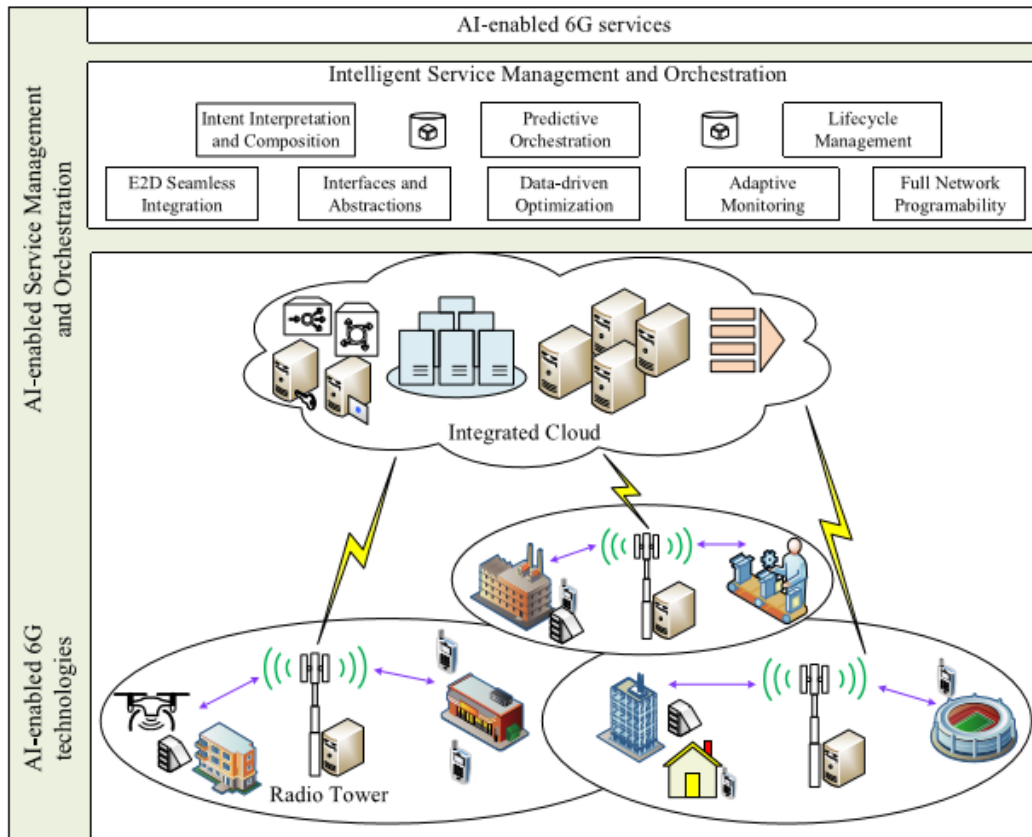 AI-enabled 6G services
Intelligent Service Management and Orchestration
Intent Interpretation
and Composition
Predictive
Orchestration
Lifecycle
Management
E2D Seamless
Integration
Interfaces and
Abstractions
Data-driven
Optimization
Adaptive
Monitoring
Full Network
Programability
AI-enabled Service Management
and Orchestration
Integrated Cloud
AI-enabled 6G
technologies
Radio Tower